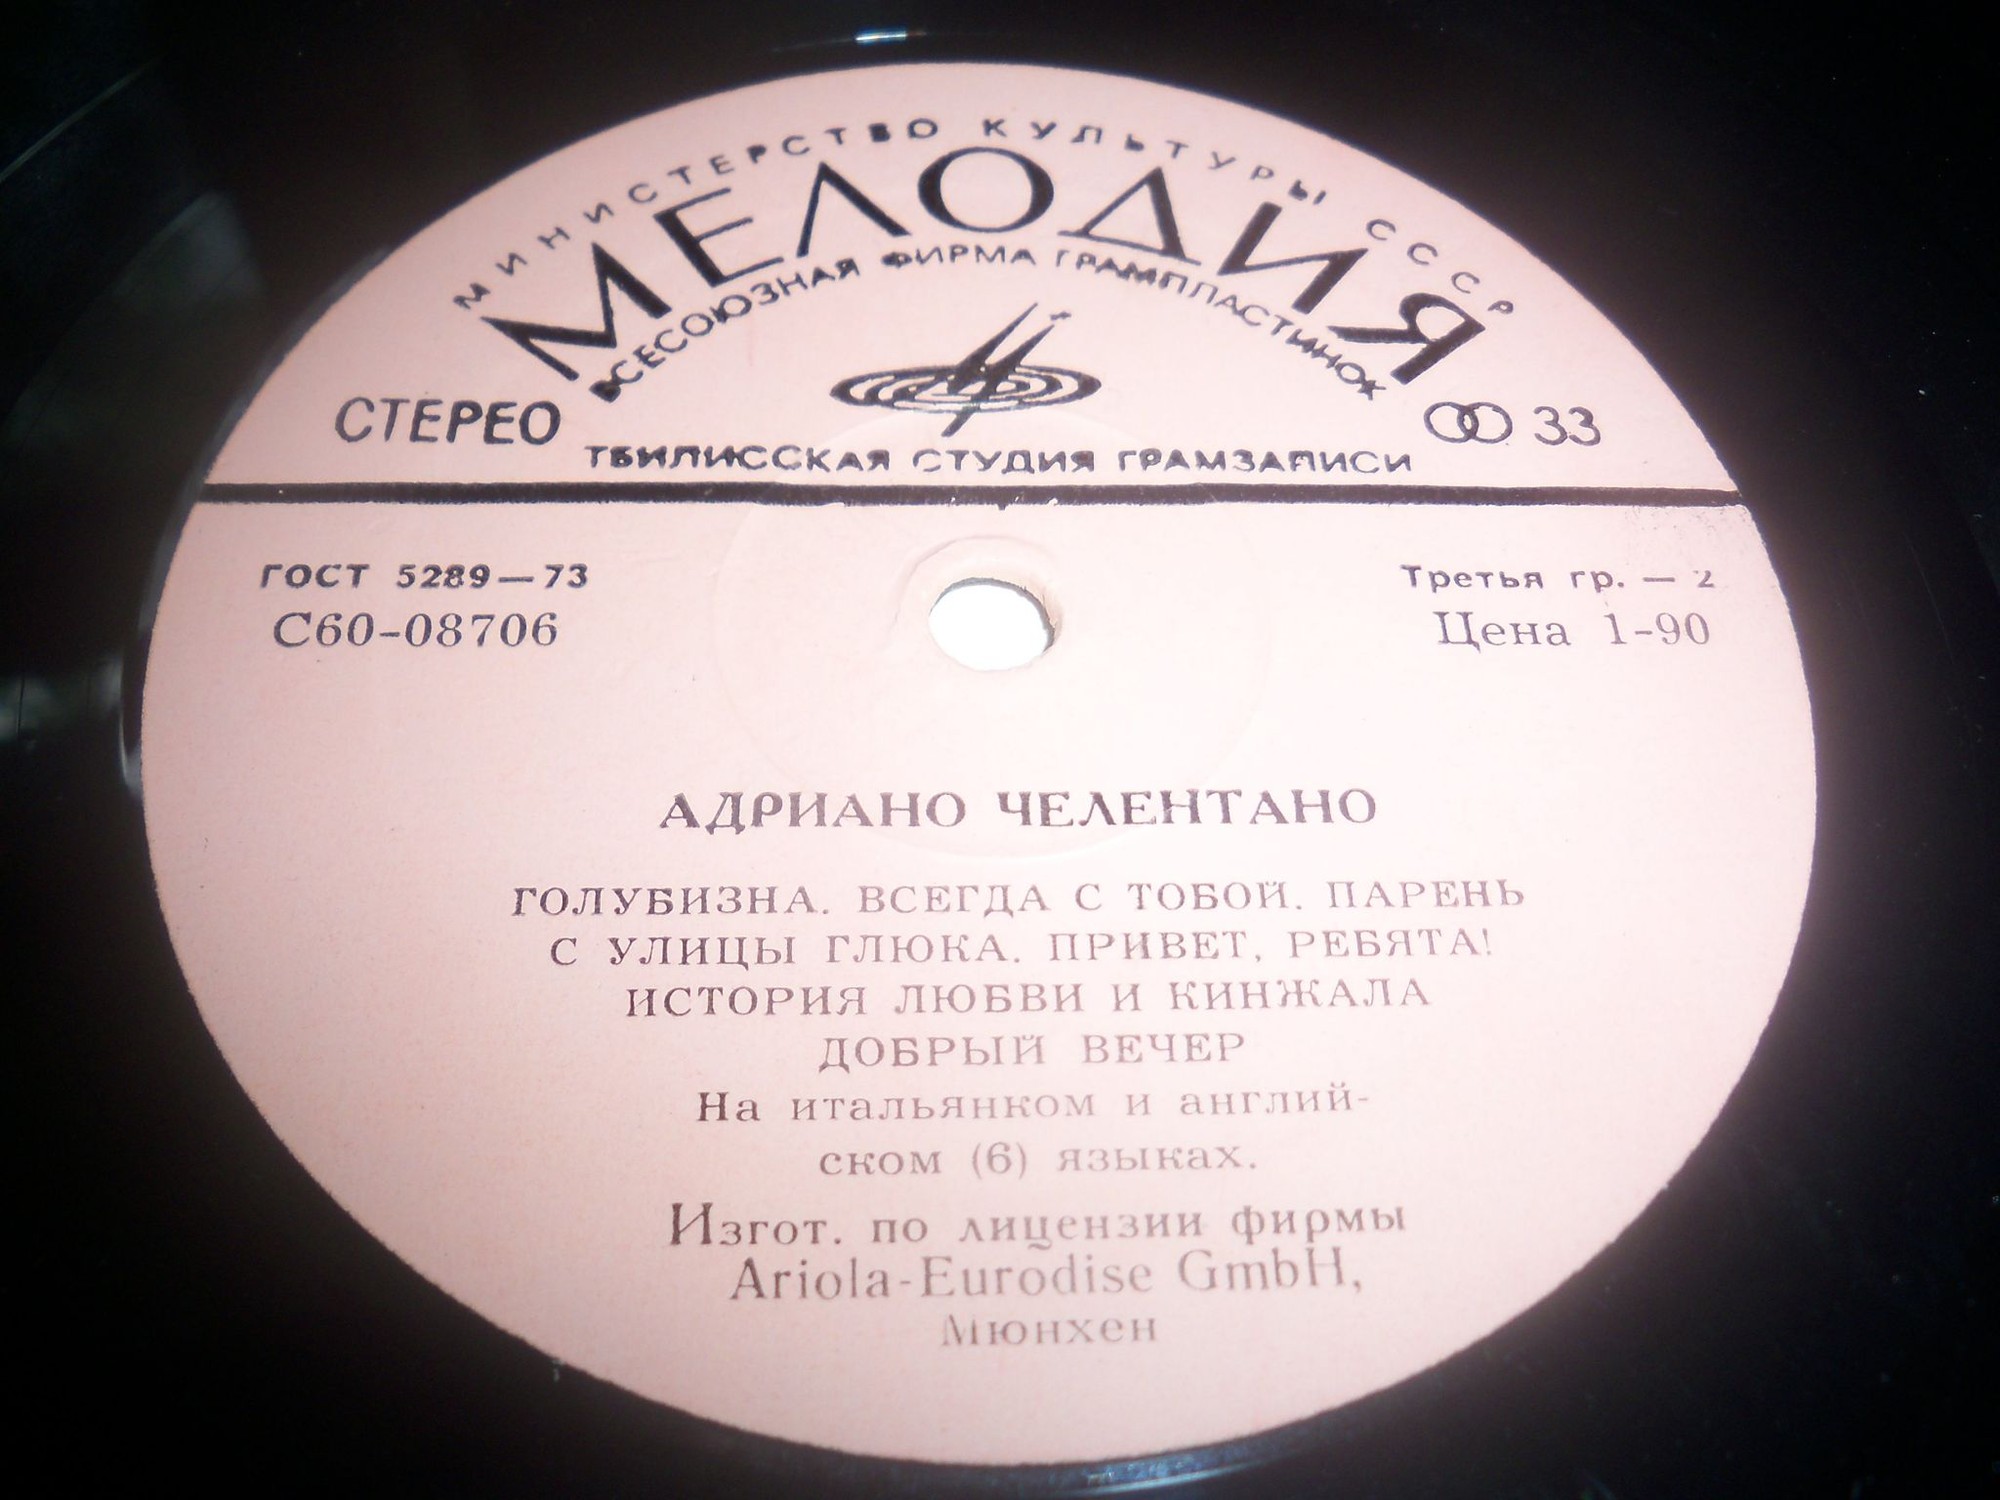 МИНИСТЕРСТВО КУЛЬТУРЫ СССР
МЕЛОДИЯ
ВСЕСОЮЗНАЯ ФИРМА ГРАМПЛАСТИНОК
СТЕРЕО
33
ТБИЛИССКАЯ СТУДИЯ ГРАМЗАПИСИ
ГОСТ 5289—73
Третья гр. — 2
С60-08706
Цена 1-90
АДРИАНО ЧЕЛЕНТАНО
ГОЛУБИЗНА. ВСЕГДА С ТОБОЙ. ПАРЕНЬ
С УЛИЦЫ ГЛЮКА. ПРИВЕТ, РЕБЯТА!
ИСТОРИЯ ЛЮБВИ И КИНЖАЛА
ДОБРЫЙ ВЕЧЕР
На итальянком и англий-
ском (6) языках.
Изгот. по лицензии фирмы
Ariola-Eurodise GmbH,
Мюнхен